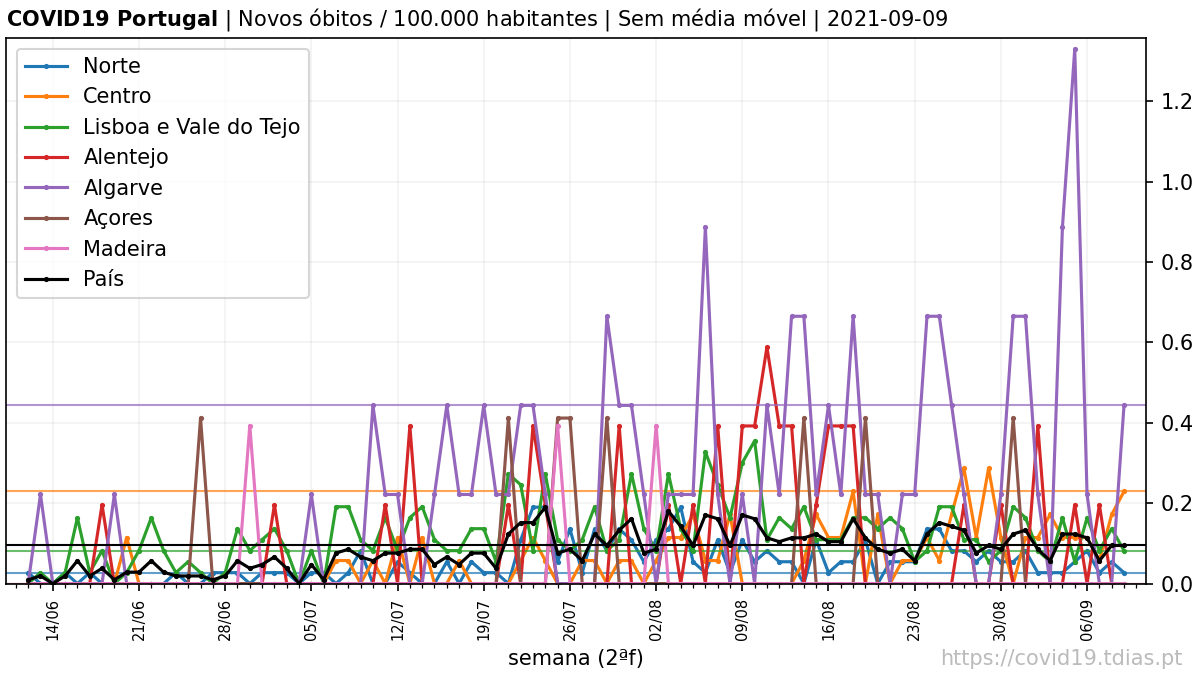 COVID19 Portugal | Novos óbitos / 100.000 habitantes | Sem média móvel | 2021-09-09
Norte
Centro
Lisboa e Vale do Tejo
Alentejo
Algarve
Açores
Madeira
País
1.2
1.0
0.8
0.6
0.4
0.2
0.0
14/06 21/06 28/06 05/07 12/07 19/07 26/07 02/08 09/08 16/08 23/08 30/08 06/09
semana (2ªf)
https://covid19.tdias.pt